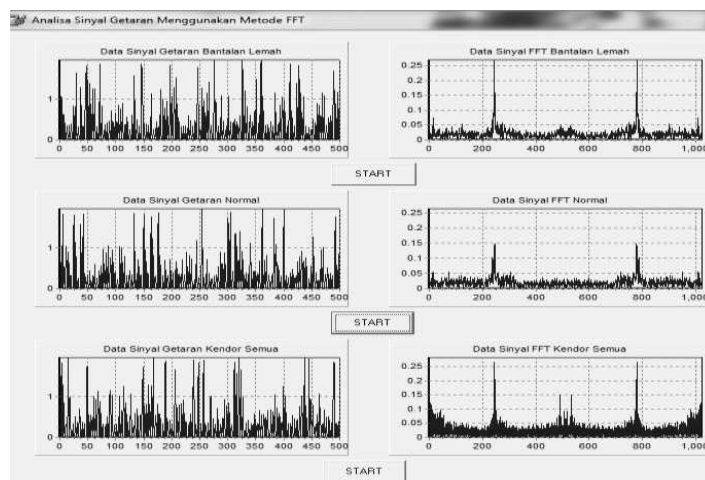 Analisa Sinyal Getaran Menggunakan Metode FFT
Data Sinyal Getaran Bantalan Lemah
1
0
0 50 100 150 200 250 300 350 400 450 500
Data Sinyal FFT Bantalan Lemah
0.25
0.2
0.15
0.1
0.05
0
0 200 400 600 800 1,00
START
Data Sinyal Getaran Normal
1
0
0 50 100 150 200 250 300 350 400 450 500
Data Sinyal FFT Normal
0.25
0.2
0.15
0.1
0.05
0
0 200 400 600 800 1,00
START
Data Sinyal Getaran Kendor Semua
1
0
0 50 100 150 200 250 300 350 400 450 500
Data Sinyal FFT Kendor Semua
0.25
0.2
0.15
0.1
0.05
0
0 200 400 600 800 1,00
START